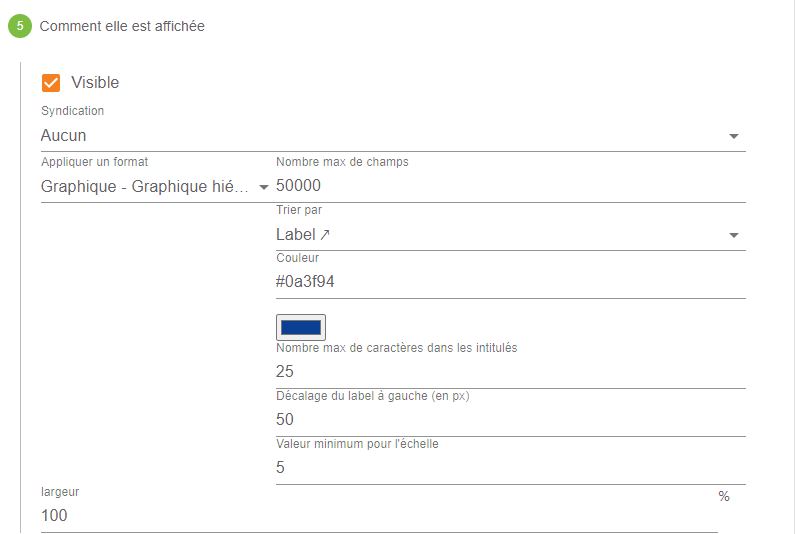 5 Comment elle est affichée
Visible
Syndication
Aucun
Appliquer un format
Graphique - Graphique hié...
Nombre max de champs
50000
Trier par
Label ↗
Couleur
#0a3f94
Nombre max de caractères dans les intitulés
25
Décalage du label à gauche (en px)
50
Valeur minimum pour l'échelle
5
largeur
100
%